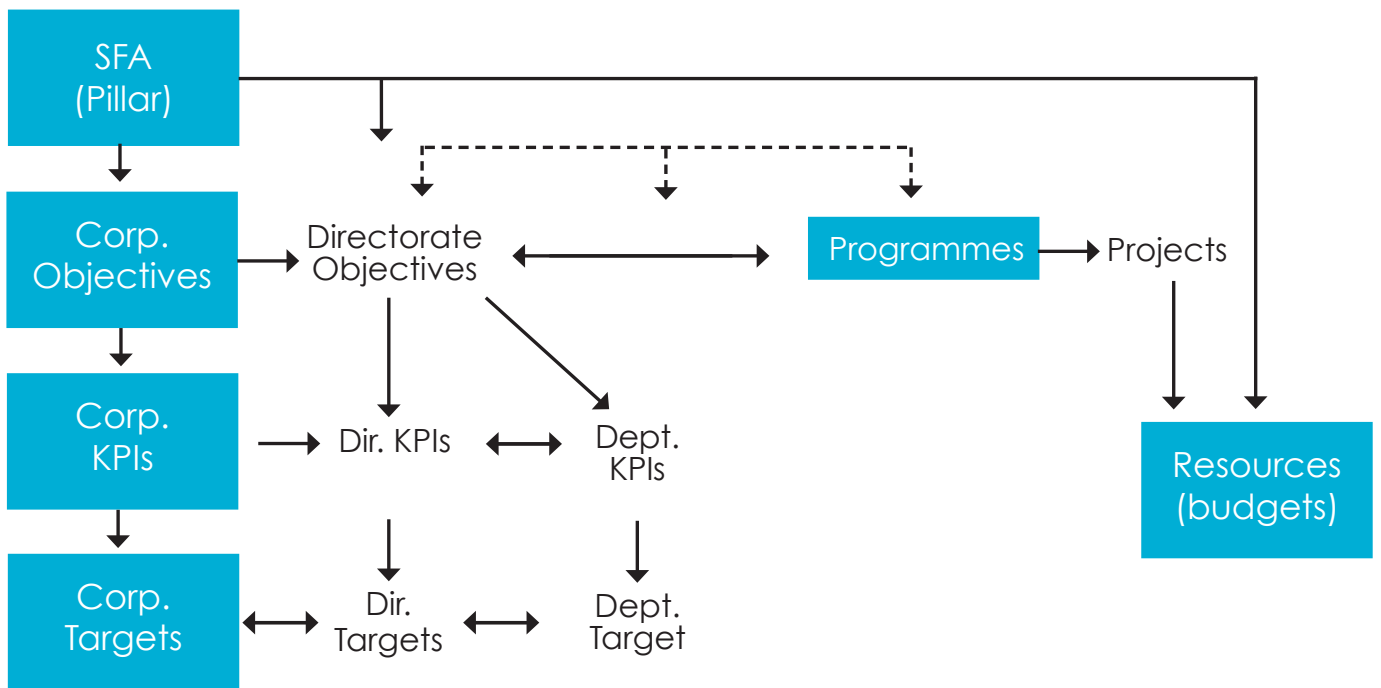 SFA
(Pillar)
Corp.
Objectives
Directorate
Objectives
Programmes
Projects
Corp.
KPIs
Dir. KPIs
Dept.
KPIs
Resources
(budgets)
Corp.
Targets
Dir.
Targets
Dept.
Target